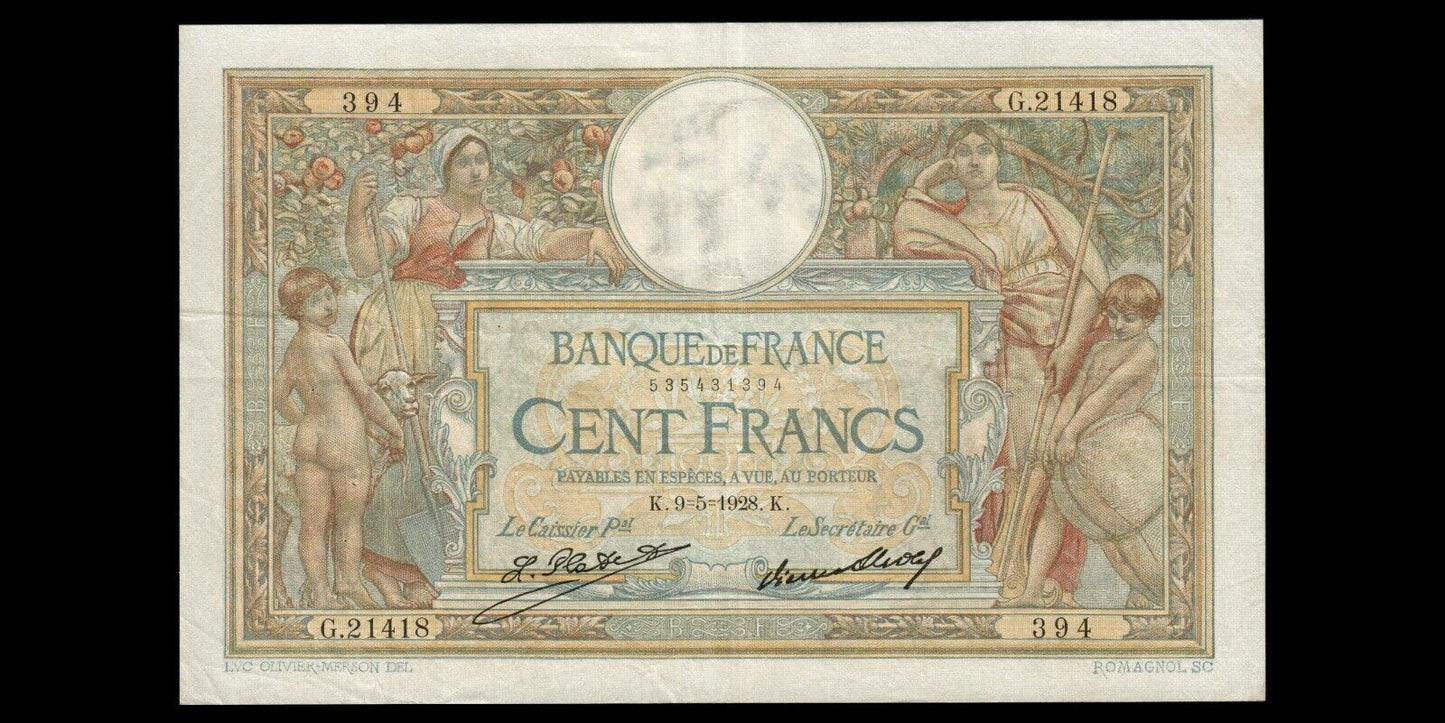 394
G.21418
BANQUE DE FRANCE
535431394
CENT FRANCS
PAYABLES EN ESPÈCES, A VUE, AU PORTEUR
K. 9=5=1928. K.
Le Caissier Pal
Le Secrétaire Gal
G.21418
B F
394
LVC OLIVIER-MERSON DEL
ROMAGNOL SC